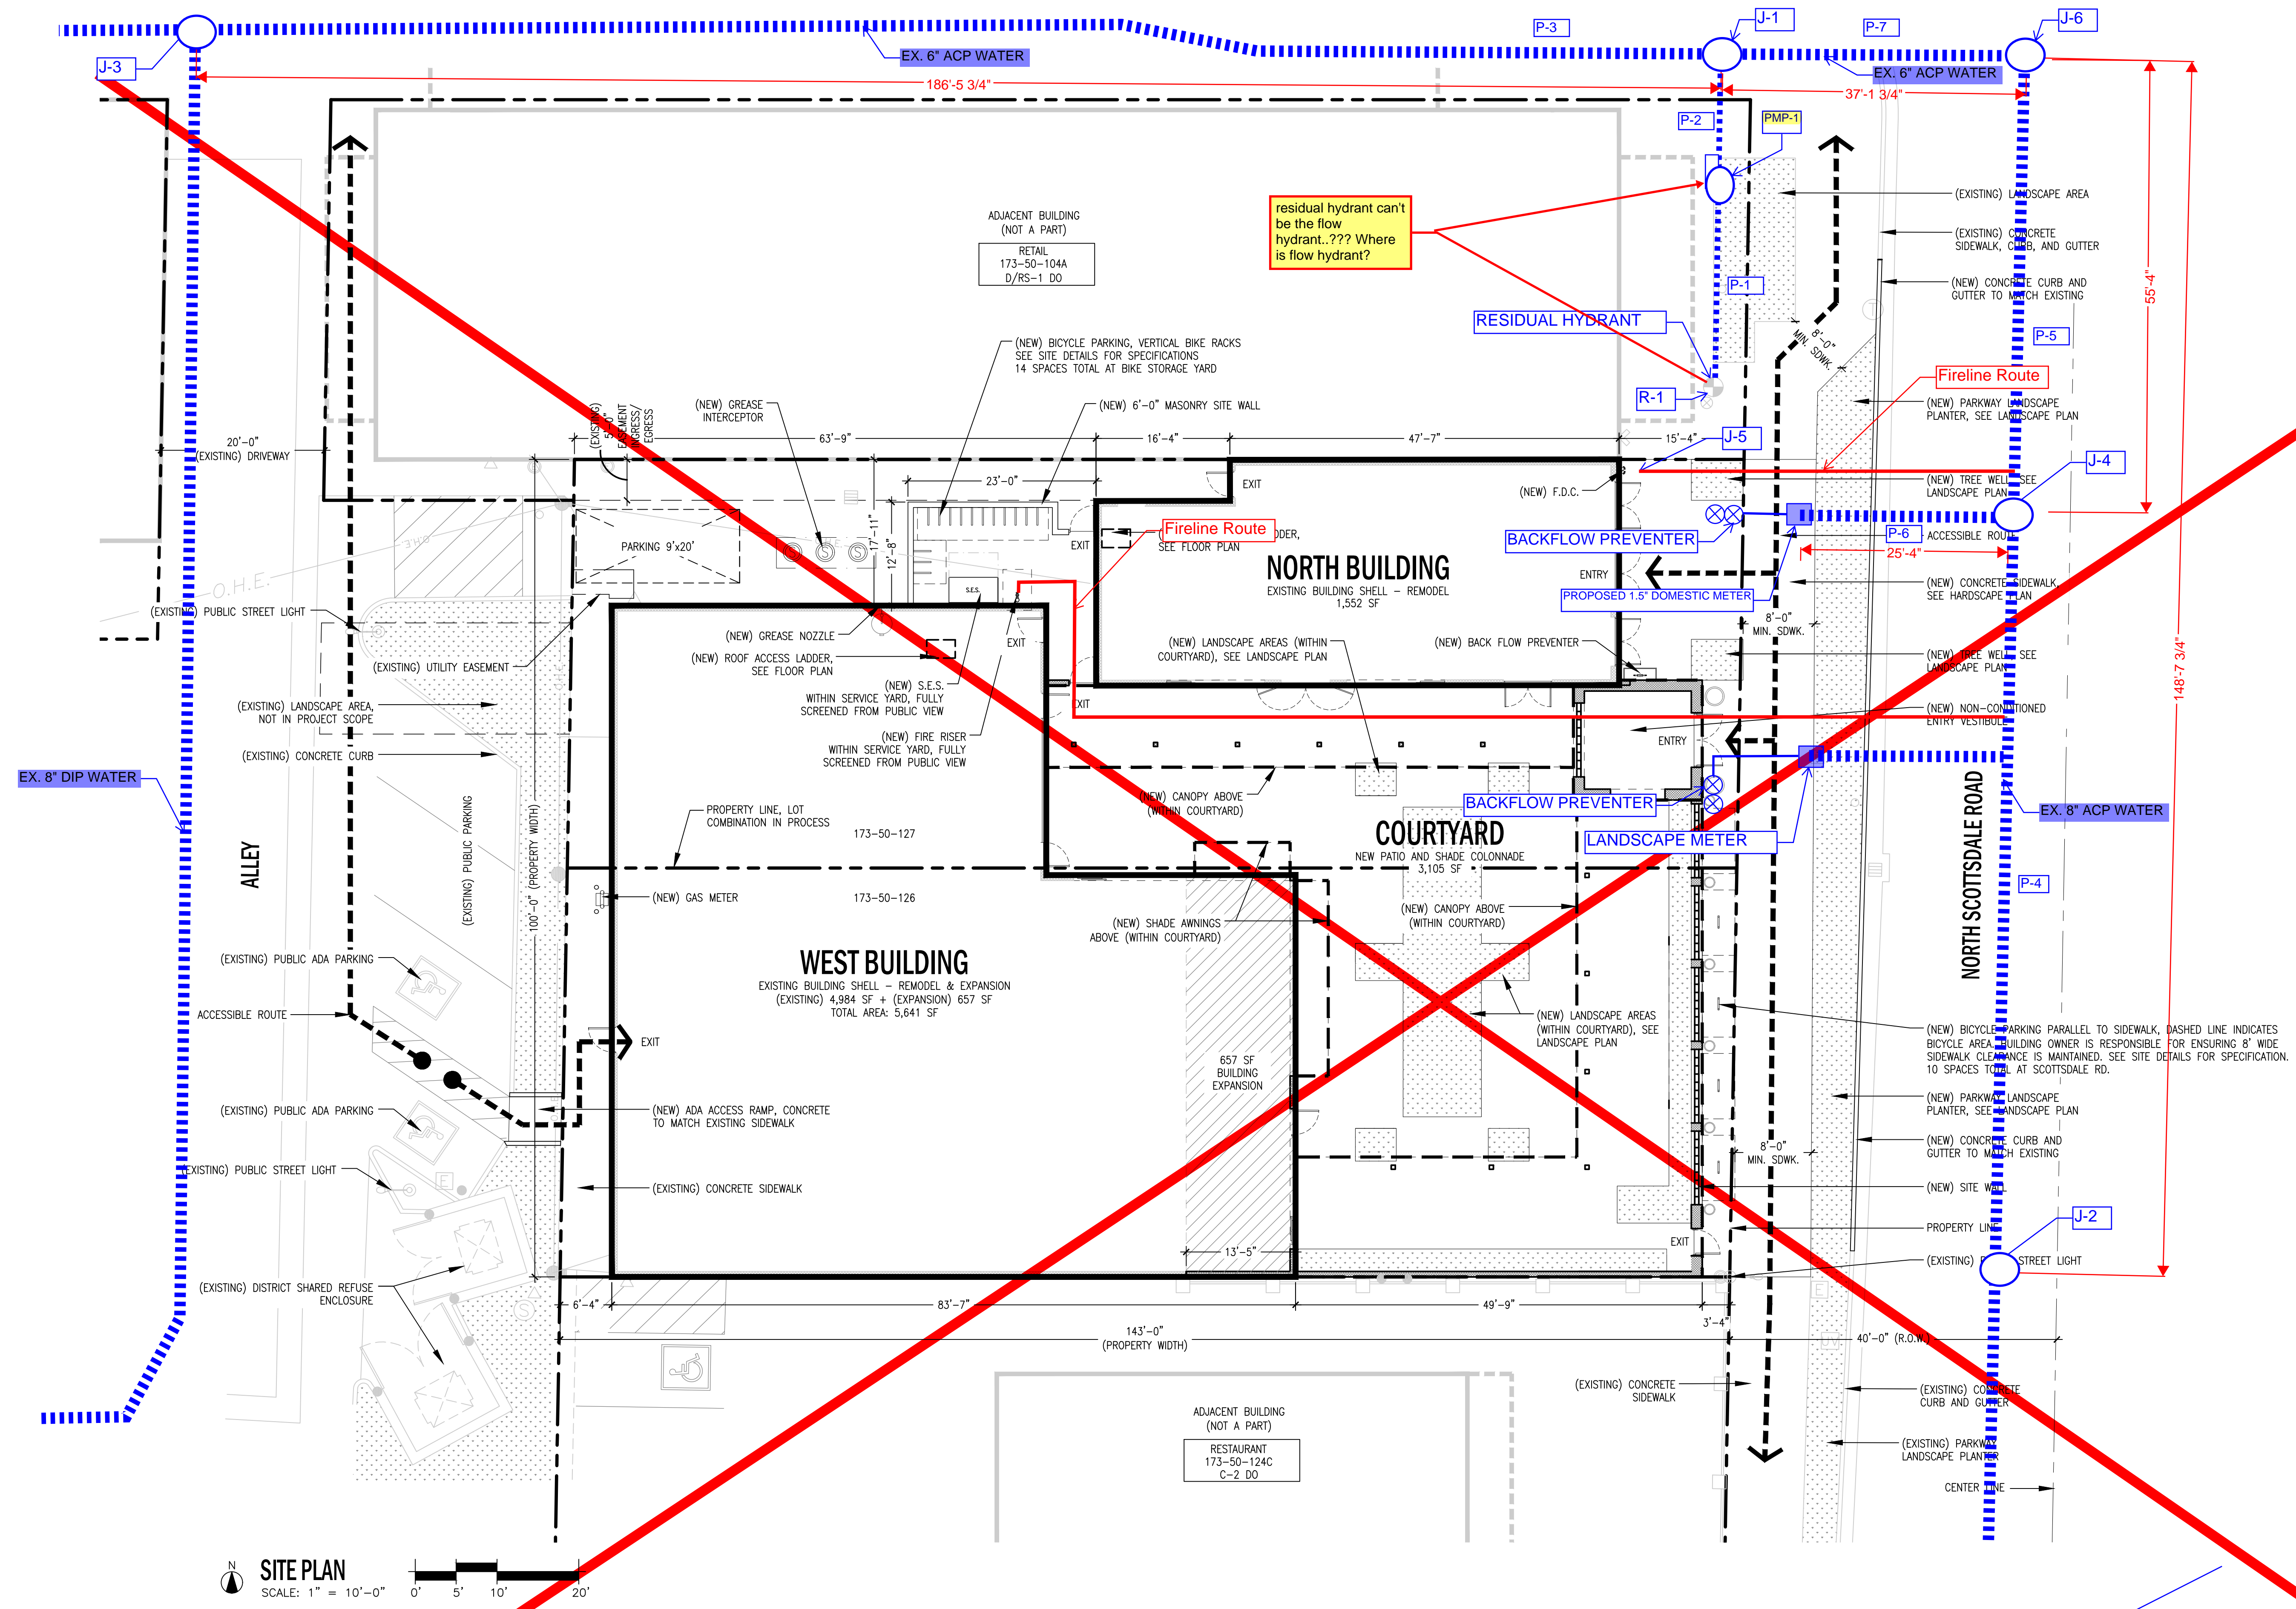 J-3
EX. 6" ACP WATER
186'-5 3/4"
P-3
J-1
P-7
J-6
EX. 6" ACP WATER
37'-1 3/4"
P-2
PMP-1
residual hydrant can't
be the flow
hydrant..??? Where
is flow hydrant?
ADJACENT BUILDING
(NOT A PART)
RETAIL
173-50-104A
D/RS-1 DO
P-1
RESIDUAL HYDRANT
R-1
8'-0"
MIN. SDWK.
(EXISTING) LANDSCAPE AREA
(EXISTING) CONCRETE
SIDEWALK, CURB, AND GUTTER
(NEW) CONCRETE CURB AND
GUTTER TO MATCH EXISTING
55'-4"
P-5
148'-7 3/4"
Fireline Route
(NEW) PARKWAY LANDSCAPE
PLANTER, SEE LANDSCAPE PLAN
(NEW) BICYCLE PARKING, VERTICAL BIKE RACKS
SEE SITE DETAILS FOR SPECIFICATIONS
14 SPACES TOTAL AT BIKE STORAGE YARD
(NEW) GREASE
INTERCEPTOR
(NEW) 6'-0" MASONRY SITE WALL
(EXISTING)
EASEMENT
INGRESS/
EGRESS
20'-0"
(EXISTING) DRIVEWAY
63'-9"
16'-4"
47'-7"
15'-4"
J-5
J-4
23'-0"
EXIT
(NEW) F.D.C.
(NEW) TREE WELL, SEE
LANDSCAPE PLAN
17'-11"
12'-8"
Fireline Route
SEE FLOOR PLAN
EXIT
PARKING 9'x20'
OHE
O.H.E.
S
S
S
S.E.S.
NORTH BUILDING
EXISTING BUILDING SHELL – REMODEL
1,552 SF
BACKFLOW PREVENTER
ENTRY
PROPOSED 1.5" DOMESTIC METER
P-6
ACCESSIBLE ROUTE
25'-4"
(NEW) CONCRETE SIDEWALK,
SEE HARDSCAPE PLAN
8'-0"
MIN. SDWK.
(EXISTING) PUBLIC STREET LIGHT
(EXISTING) UTILITY EASEMENT
(NEW) GREASE NOZZLE
(NEW) ROOF ACCESS LADDER,
SEE FLOOR PLAN
EXIT
(NEW) LANDSCAPE AREAS (WITHIN
COURTYARD), SEE LANDSCAPE PLAN
(NEW) BACK FLOW PREVENTER
(NEW) TREE WELL, SEE
LANDSCAPE PLAN
(NEW) S.E.S.
WITHIN SERVICE YARD, FULLY
SCREENED FROM PUBLIC VIEW
(NEW) FIRE RISER
WITHIN SERVICE YARD, FULLY
SCREENED FROM PUBLIC VIEW
EXIT
(EXISTING) LANDSCAPE AREA,
NOT IN PROJECT SCOPE
(EXISTING) CONCRETE CURB
(NEW) NON-CONDITIONED
ENTRY VESTIBULE
ENTRY
EX. 8" DIP WATER
ALLEY
(EXISTING) PUBLIC PARKING
100'-0" (PROPERTY WIDTH)
PROPERTY LINE, LOT
COMBINATION IN PROCESS
173-50-127
173-50-126
(NEW) CANOPY ABOVE
(WITHIN COURTYARD)
BACKFLOW PREVENTER
LANDSCAPE METER
COURTYARD
NEW PATIO AND SHADE COLONNADE
3,105 SF
NORTH SCOTTSDALE ROAD
EX. 8" ACP WATER
P-4
(NEW) GAS METER
(NEW) SHADE AWNINGS
ABOVE (WITHIN COURTYARD)
(NEW) CANOPY ABOVE
(WITHIN COURTYARD)
(EXISTING) PUBLIC ADA PARKING
WEST BUILDING
EXISTING BUILDING SHELL – REMODEL & EXPANSION
(EXISTING) 4,984 SF + (EXPANSION) 657 SF
TOTAL AREA: 5,641 SF
ACCESSIBLE ROUTE
EXIT
657 SF
BUILDING
EXPANSION
(NEW) LANDSCAPE AREAS
(WITHIN COURTYARD), SEE
LANDSCAPE PLAN
(NEW) BICYCLE PARKING PARALLEL TO SIDEWALK, DASHED LINE INDICATES
BICYCLE AREA. BUILDING OWNER IS RESPONSIBLE FOR ENSURING 8' WIDE
SIDEWALK CLEARANCE IS MAINTAINED. SEE SITE DETAILS FOR SPECIFICATION.
10 SPACES TOTAL AT SCOTTSDALE RD.
(EXISTING) PUBLIC ADA PARKING
(NEW) ADA ACCESS RAMP, CONCRETE
TO MATCH EXISTING SIDEWALK
(NEW) PARKWAY LANDSCAPE
PLANTER, SEE LANDSCAPE PLAN
(NEW) CONCRETE CURB AND
GUTTER TO MATCH EXISTING
8'-0"
MIN. SDWK.
(EXISTING) PUBLIC STREET LIGHT
E
(EXISTING) CONCRETE SIDEWALK
(NEW) SITE WALL
PROPERTY LINE
J-2
EXIT
13'-5"
(EXISTING) STREET LIGHT
(EXISTING) DISTRICT SHARED REFUSE
ENCLOSURE
S
E
6'-4"
83'-7"
49'-9"
3'-4"
143'-0"
(PROPERTY WIDTH)
40'-0" (R.O.W.)
(EXISTING) CONCRETE
SIDEWALK
(EXISTING) CONCRETE
CURB AND GUTTER
ADJACENT BUILDING
(NOT A PART)
RESTAURANT
173-50-124C
C-2 DO
(EXISTING) PARKWAY
LANDSCAPE PLANTER
CENTER LINE
N
SITE PLAN
SCALE: 1" = 10'-0"
0'
5'
10'
20'